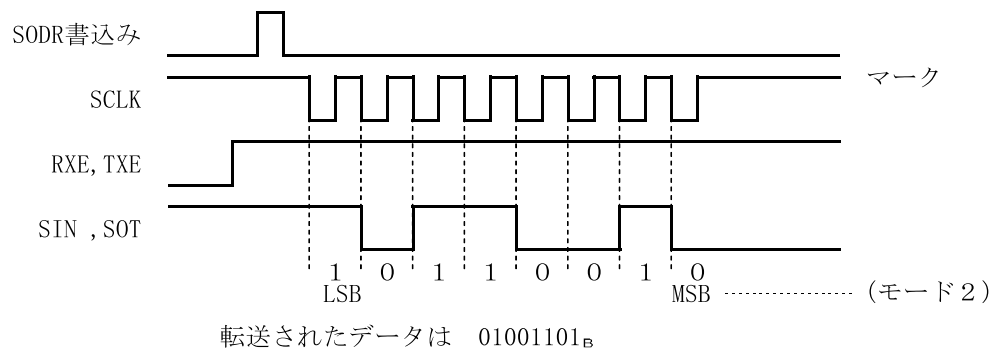 SODR書込み
マーク
SCLK
RXE,TXE
SIN ,SOT
1 0 1 1 0 0 1 0
LSB MSB (モード2)
転送されたデータは 01001101B